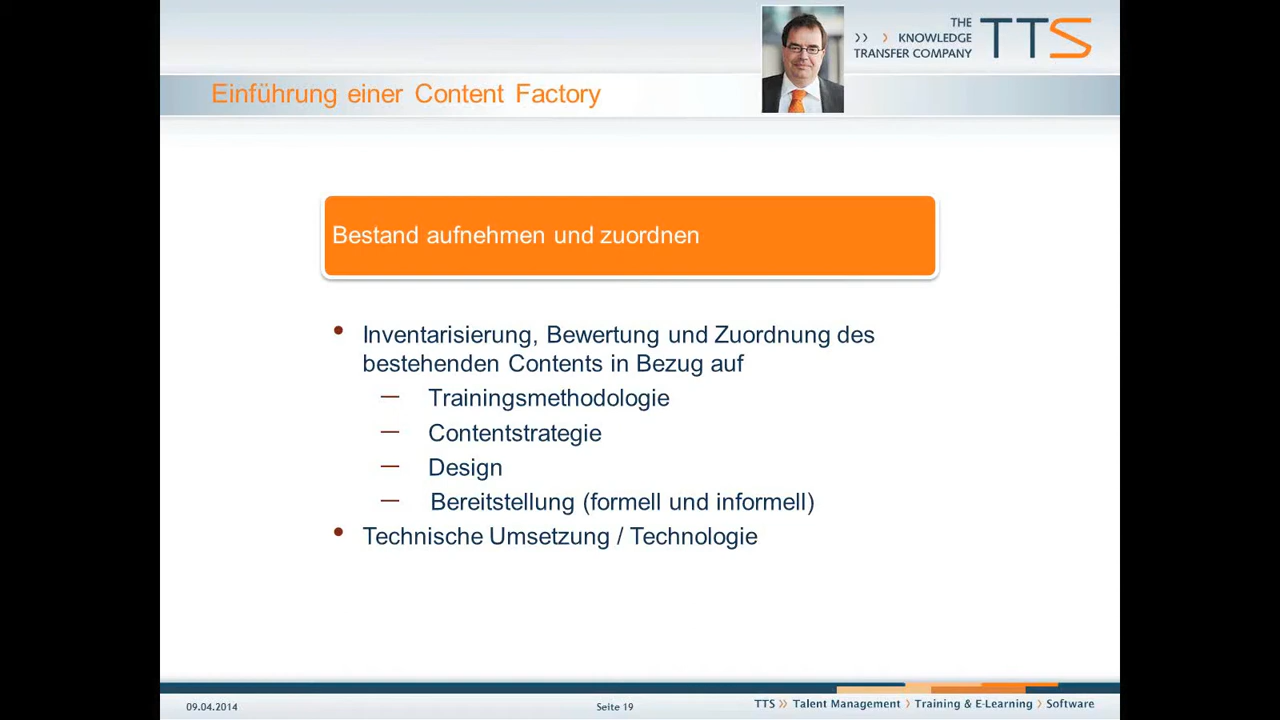 THE
>> > KNOWLEDGE
TRANSFER COMPANY
TTS
Einführung einer Content Factory
Bestand aufnehmen und zuordnen
• Inventarisierung, Bewertung und Zuordnung des
bestehenden Contents in Bezug auf
— Trainingsmethodologie
— Contentstrategie
— Design
— Bereitstellung (formell und informell)
• Technische Umsetzung / Technologie
09.04.2014
Seite 19
TTS >> Talent Management > Training & E-Learning > Software